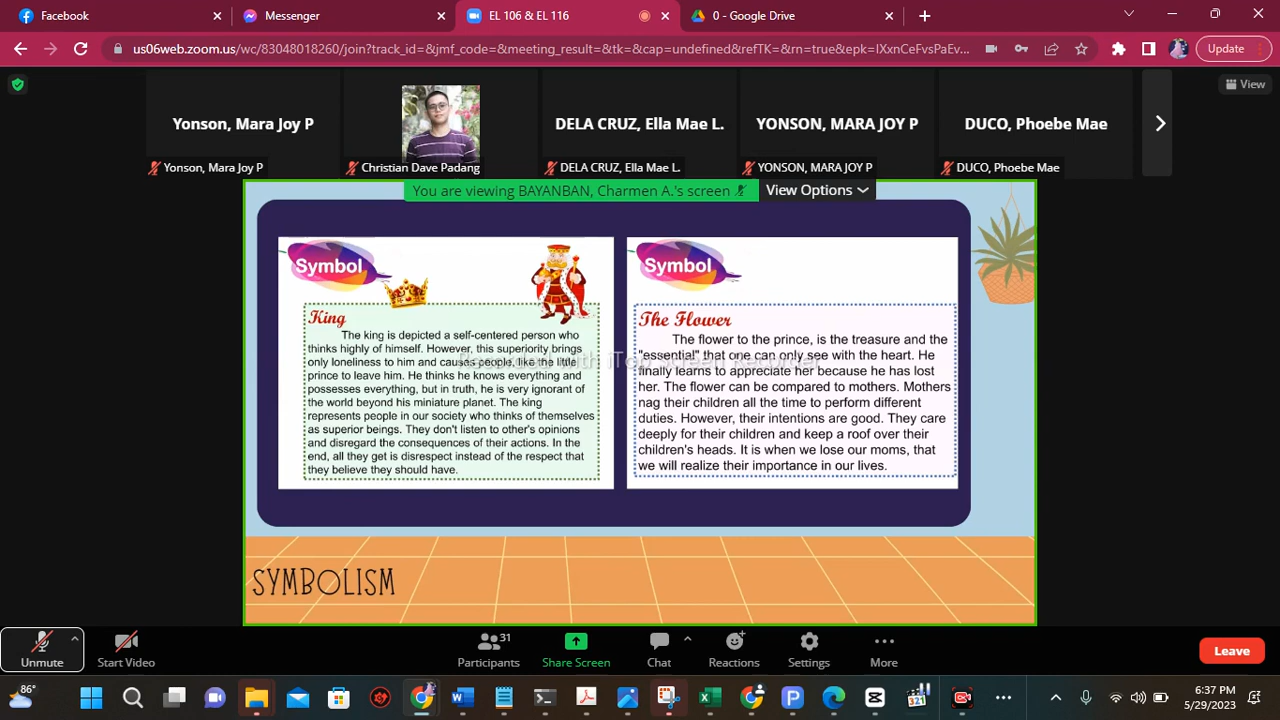 Facebook
Messenger
EL 106 & EL 116
0 - Google Drive
us06web.zoom.us/wc/83048018260/join?track_id=&jmf_code=&meeting_result=&tk=&cap=undefined&refTK=&rn=true&epk=IXxnCeFvsPaEv...
Update
View
Yonson, Mara Joy P
DELA CRUZ, Ella Mae L.
YONSON, MARA JOY P
DUCO, Phoebe Mae
Yonson, Mara Joy P
Christian Dave Padang
DELA CRUZ, Ella Mae L.
YONSON, MARA JOY P
DUCO, Phoebe Mae
You are viewing BAYANBAN, Charmen A.'s screen
View Options
Symbol
King
The king is depicted a self-centered person who
thinks highly of himself. However, this superiority brings
only loneliness to him and causes people, like the little
prince to leave him. He thinks he knows everything and
possesses everything, but in truth, he is very ignorant of
the world beyond his miniature planet. The king
represents people in our society who thinks of themselves
as superior beings. They don't listen to other's opinions
and disregard the consequences of their actions. In the
end, all they get is disrespect instead of the respect that
they believe they should have.
Symbol
The Flower
The flower to the prince, is the treasure and the
"essential" that one can only see with the heart. He
finally learns to appreciate her because he has lost
her. The flower can be compared to mothers. Mothers
nag their children all the time to perform different
duties. However, their intentions are good. They care
deeply for their children and keep a roof over their
children's heads. It is when we lose our moms, that
we will realize their importance in our lives.
Recorded with iTop Screen Recorder
SYMBOLISM
Unmute
Start Video
Participants
31
Share Screen
Chat
Reactions
Settings
More
Leave
86°
321
6:37 PM
5/29/2023